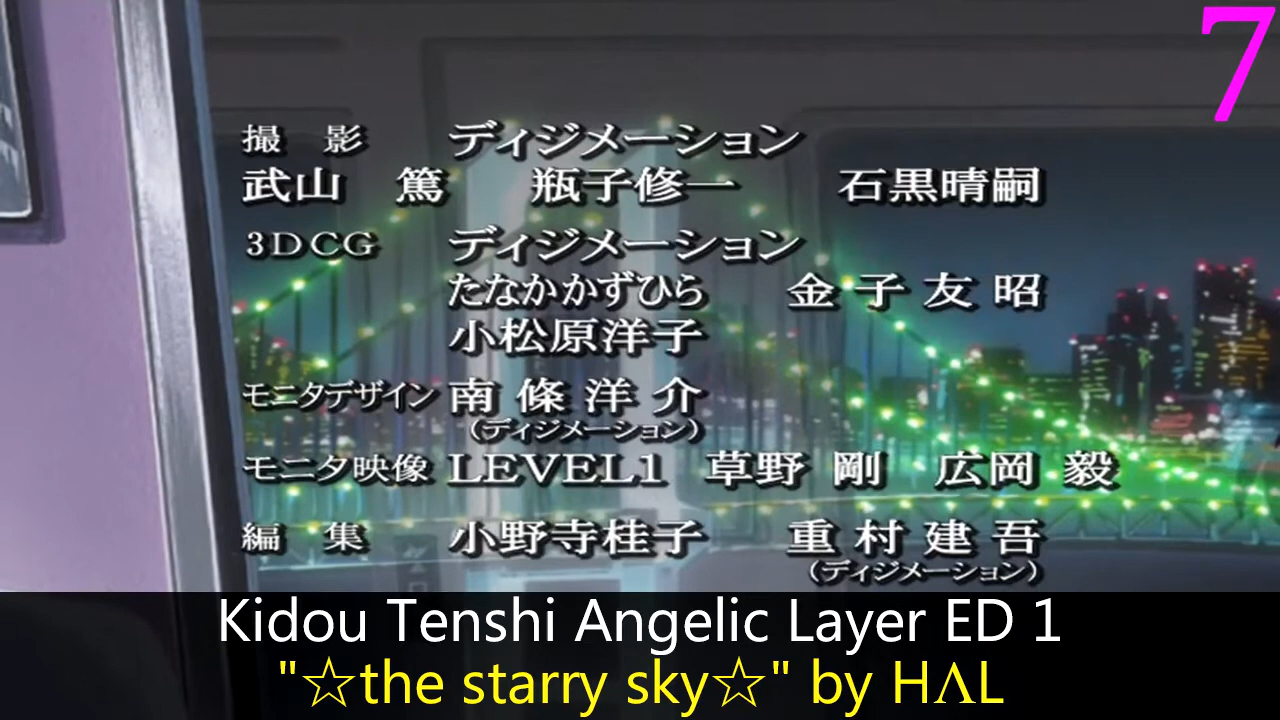 7
撮 影 ディジメーション
武山 篤 瓶子修一 石黒晴嗣
3DCG ディジメーション
たなかかずひら 金子友昭
小松原洋子
モニタデザイン 南條洋介
(ディジメーション)
モニタ映像 LEVEL1 草野 剛 広岡 毅
編 集 小野寺桂子 重村建吾
(ディジメーション)
Kidou Tenshi Angelic Layer ED 1
"☆the starry sky☆" by HΛL